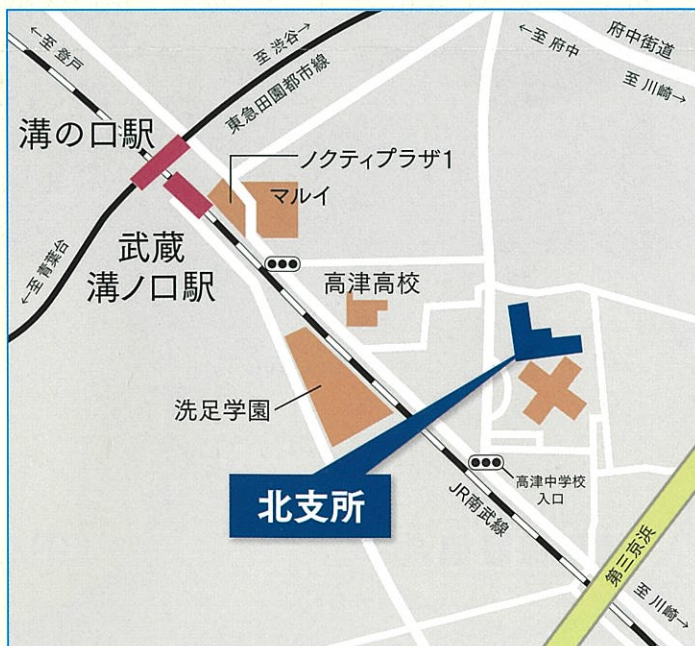 ←至 登戸
至 渋谷→
東急田園都市線
←至 府中
府中街道
至 川崎→
溝の口駅
ノクティプラザ1
マルイ
武蔵
溝ノ口駅
←至 青葉台
高津高校
洗足学園
北支所
高津中学校
入口
JR南武線
第三京浜
至 川崎→